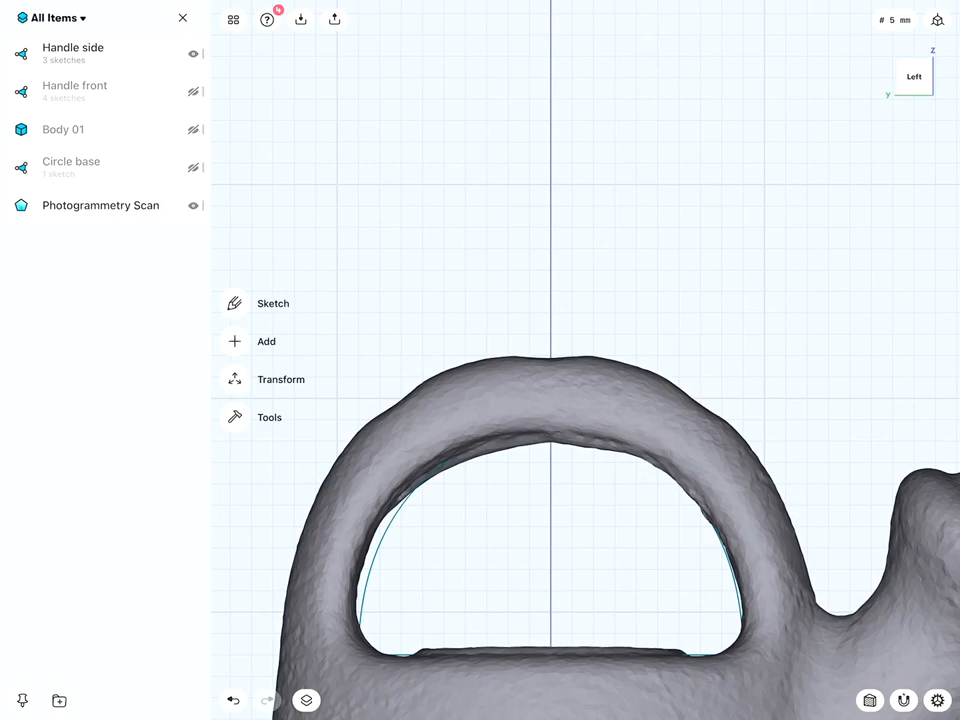 All Items
4
# 5 mm
Z
Left
y
Handle side
3 sketches
Handle front
4 sketches
Body 01
Circle base
1 sketch
Photogrammetry Scan
Sketch
Add
Transform
Tools